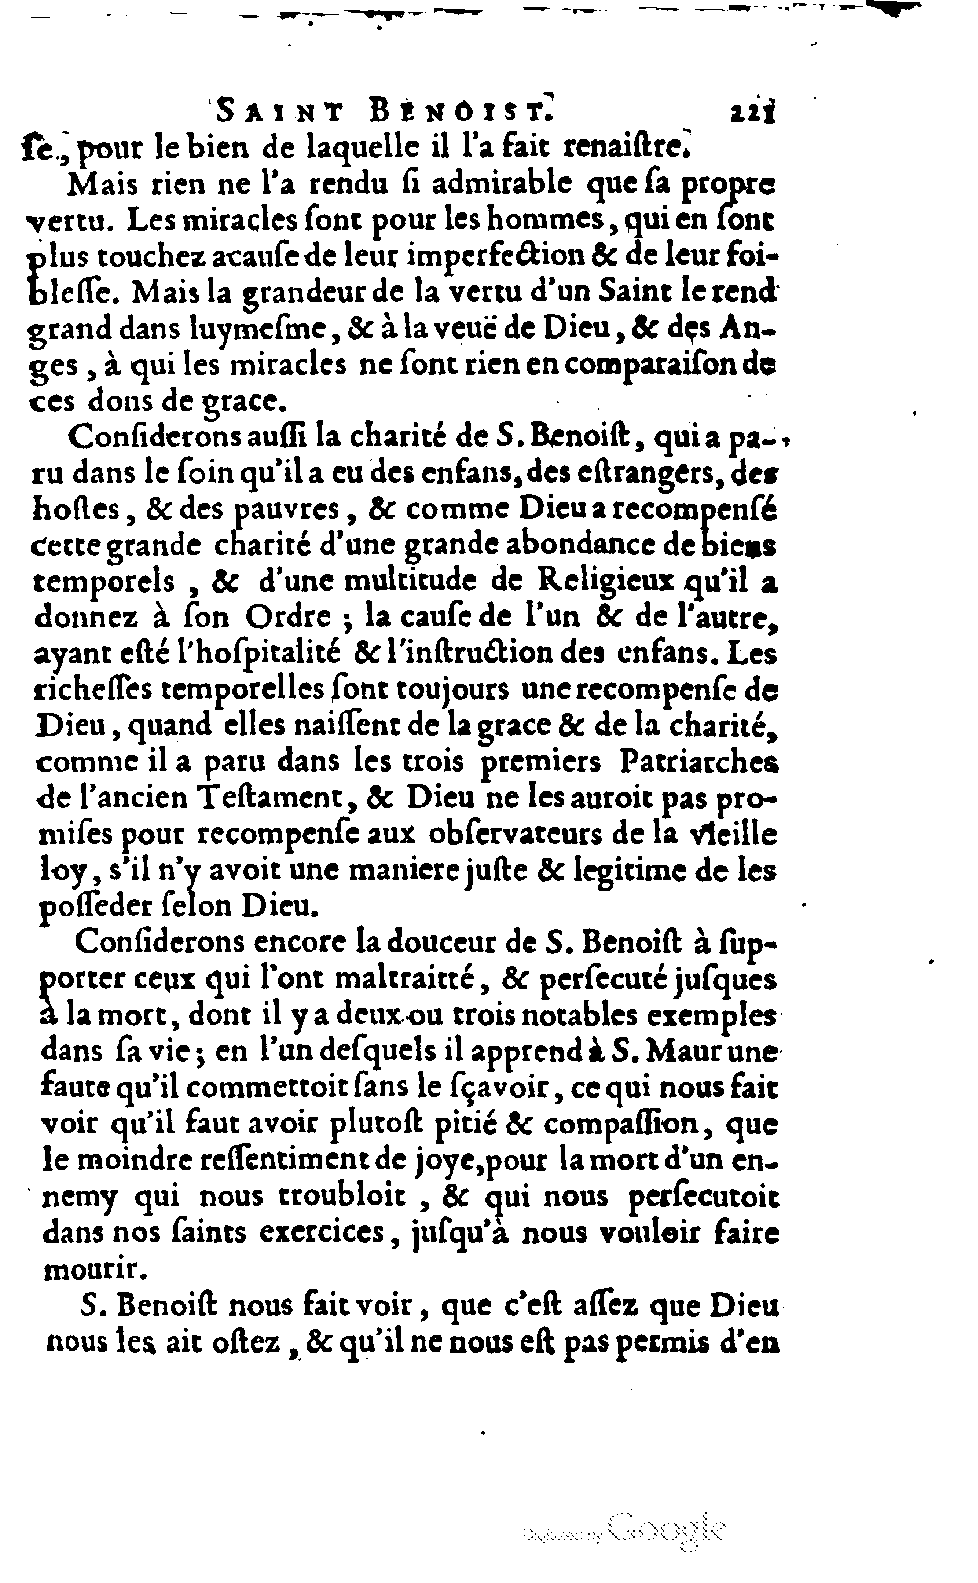 SAINT BENOIST. 221
ſe, pour le bien de laquelle il l'a fait renaiſtre.
Mais rien ne l'a rendu ſi admirable que ſa propre
vertu. Les miracles ſont pour les hommes, qui en ſont
plus touchez acauſe de leur imperfection & de leur foi-
bleſſe. Mais la grandeur de la vertu d'un Saint le rend
grand dans luymeſme, & à la veuë de Dieu, & des An-
ges, à qui les miracles ne ſont rien en comparaiſon de
ces dons de grace.
Conſiderons auſſi la charité de S. Benoiſt, qui a pa-
ru dans le ſoin qu'il a eu des enfans, des eſtrangers, des
hoſtes, & des pauvres, & comme Dieu a recompenſé
cette grande charité d'une grande abondance de biens
temporels, & d'une multitude de Religieux qu'il a
donnez à ſon Ordre ; la cauſe de l'un & de l'autre,
ayant eſté l'hoſpitalité & l'inſtruction des enfans. Les
richeſſes temporelles ſont toujours une recompenſe de
Dieu, quand elles naiſſent de la grace & de la charité,
comme il a paru dans les trois premiers Patriarches
de l'ancien Teſtament, & Dieu ne les auroit pas pro-
miſes pour recompenſe aux obſervateurs de la vieille
loy, s'il n'y avoit une maniere juſte & legitime de les
poſſeder ſelon Dieu.
Conſiderons encore la douceur de S. Benoiſt à ſup-
porter ceux qui l'ont maltraitté, & perſecuté juſques
à la mort, dont il y a deux ou trois notables exemples
dans ſa vie ; en l'un deſquels il apprend à S. Maur une
faute qu'il commettoit ſans le ſçavoir, ce qui nous fait
voir qu'il faut avoir plutoſt pitié & compaſſion, que
le moindre reſſentiment de joye, pour la mort d'un en-
nemy qui nous troubloit, & qui nous perſecutoit
dans nos ſaints exercices, juſqu'à nous vouloir faire
mourir.
S. Benoiſt nous fait voir, que c'eſt aſſez que Dieu
nous les ait oſtez, & qu'il ne nous eſt pas permis d'en
Digitized by Google